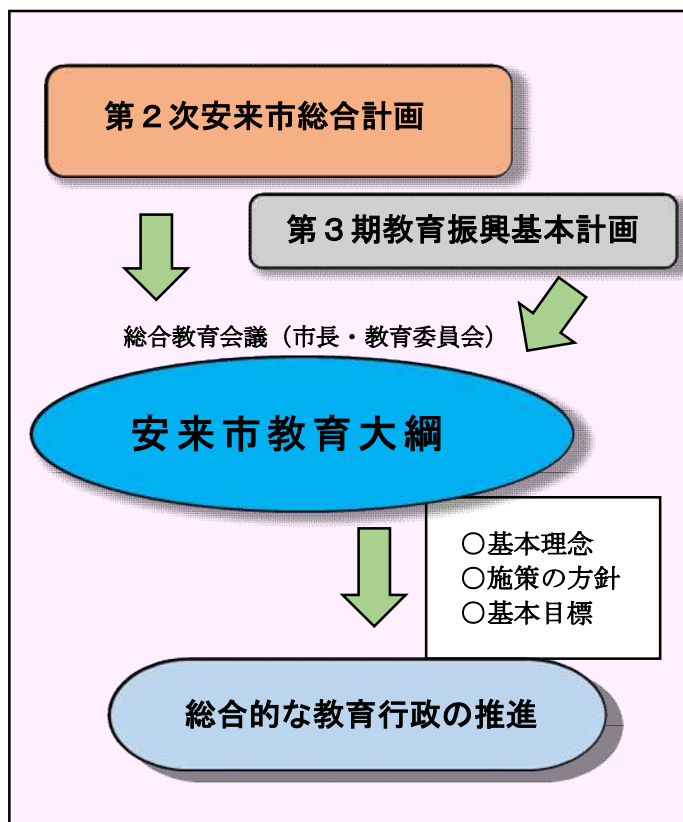 第２次安来市総合計画
第３期教育振興基本計画
総合教育会議（市長・教育委員会）
安来市教育大綱
〇基本理念
〇施策の方針
〇基本目標
総合的な教育行政の推進